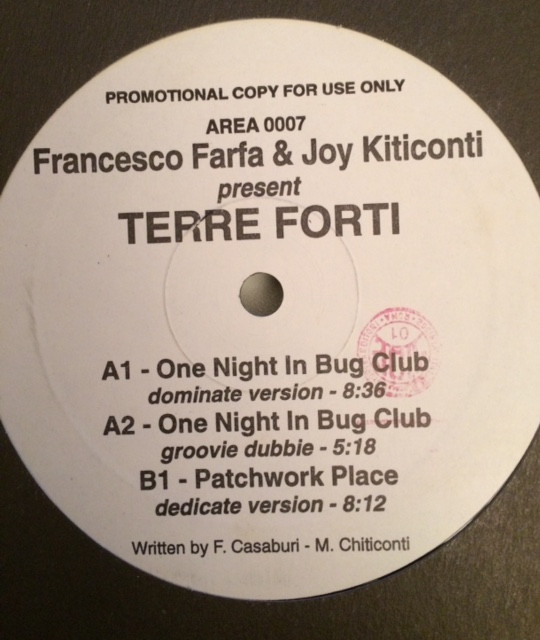 PROMOTIONAL COPY FOR USE ONLY
AREA 0007
Francesco Farfa & Joy Kiticonti
present
TERRE FORTI
A1 - One Night In Bug Club
dominate version - 8:36
A2 - One Night In Bug Club
groovie dubbie - 5:18
B1 - Patchwork Place
dedicate version - 8:12
Written by F. Casaburi - M. Chiticonti